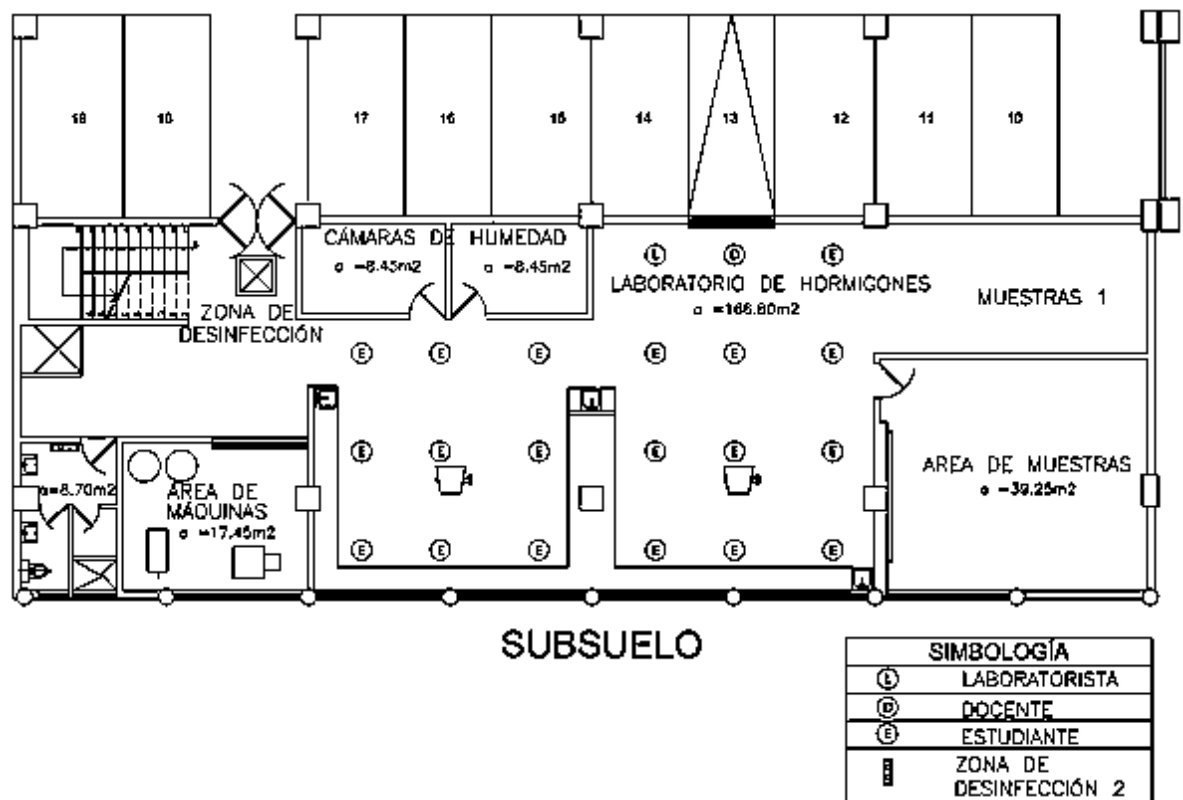 18
10
17
16
15
14
13
12
11
10
CÁMARAS DE HUMEDAD
a =8.45m2
a =8.45m2
L
D
E
LABORATORIO DE HORMIGONES
a =166.60m2
MUESTRAS 1
ZONA DE
DESINFECCIÓN
E E E E E E
E E E E E E
a=8.70m2
AREA DE
MÁQUINAS
a =17.45m2
AREA DE MUESTRAS
a =39.25m2
E E E E E E
SUBSUELO
SIMBOLOGÍA
L LABORATORISTA
D DOCENTE
E ESTUDIANTE
ZONA DE
DESINFECCIÓN 2